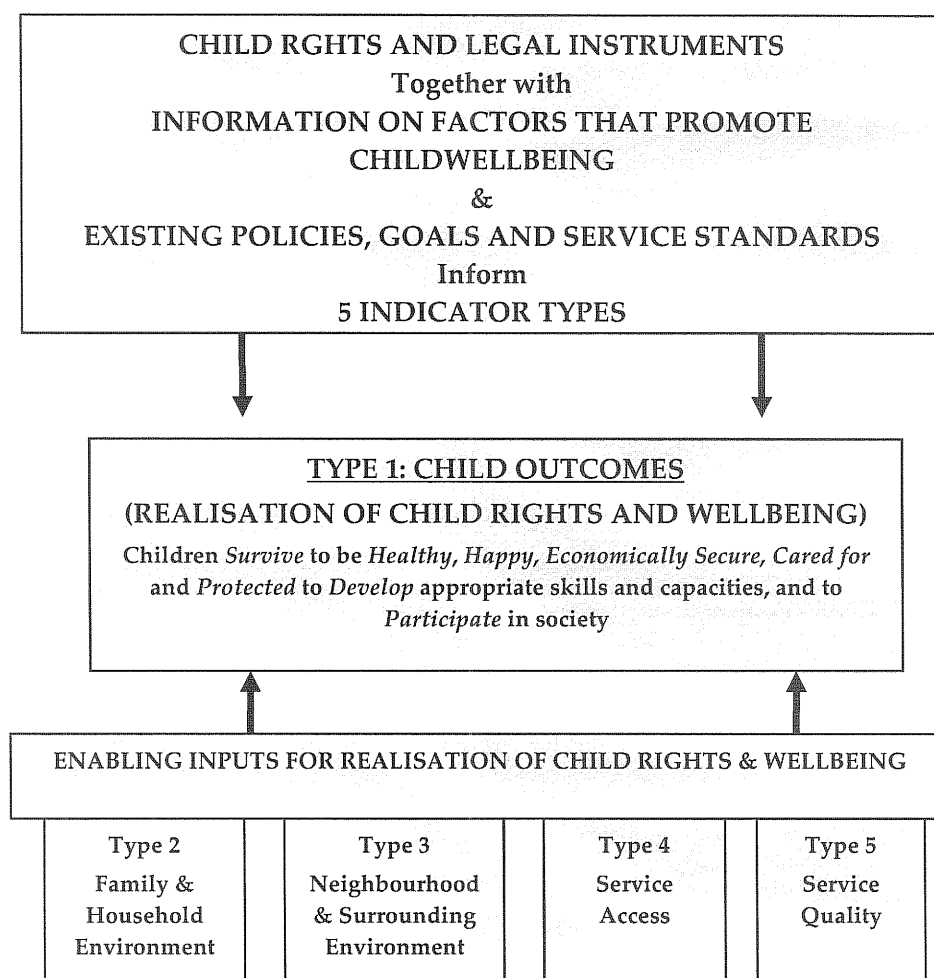 CHILD RGHTS AND LEGAL INSTRUMENTS
Together with
INFORMATION ON FACTORS THAT PROMOTE
CHILDWELLBEING
&
EXISTING POLICIES, GOALS AND SERVICE STANDARDS
Inform
5 INDICATOR TYPES
TYPE 1: CHILD OUTCOMES
(REALISATION OF CHILD RIGHTS AND WELLBEING)
Children Survive to be Healthy, Happy, Economically Secure, Cared for
and Protected to Develop appropriate skills and capacities, and to
Participate in society
ENABLING INPUTS FOR REALISATION OF CHILD RIGHTS & WELLBEING
Type 2
Family &
Household
Environment
Type 3
Neighbourhood
& Surrounding
Environment
Type 4
Service
Access
Type 5
Service
Quality